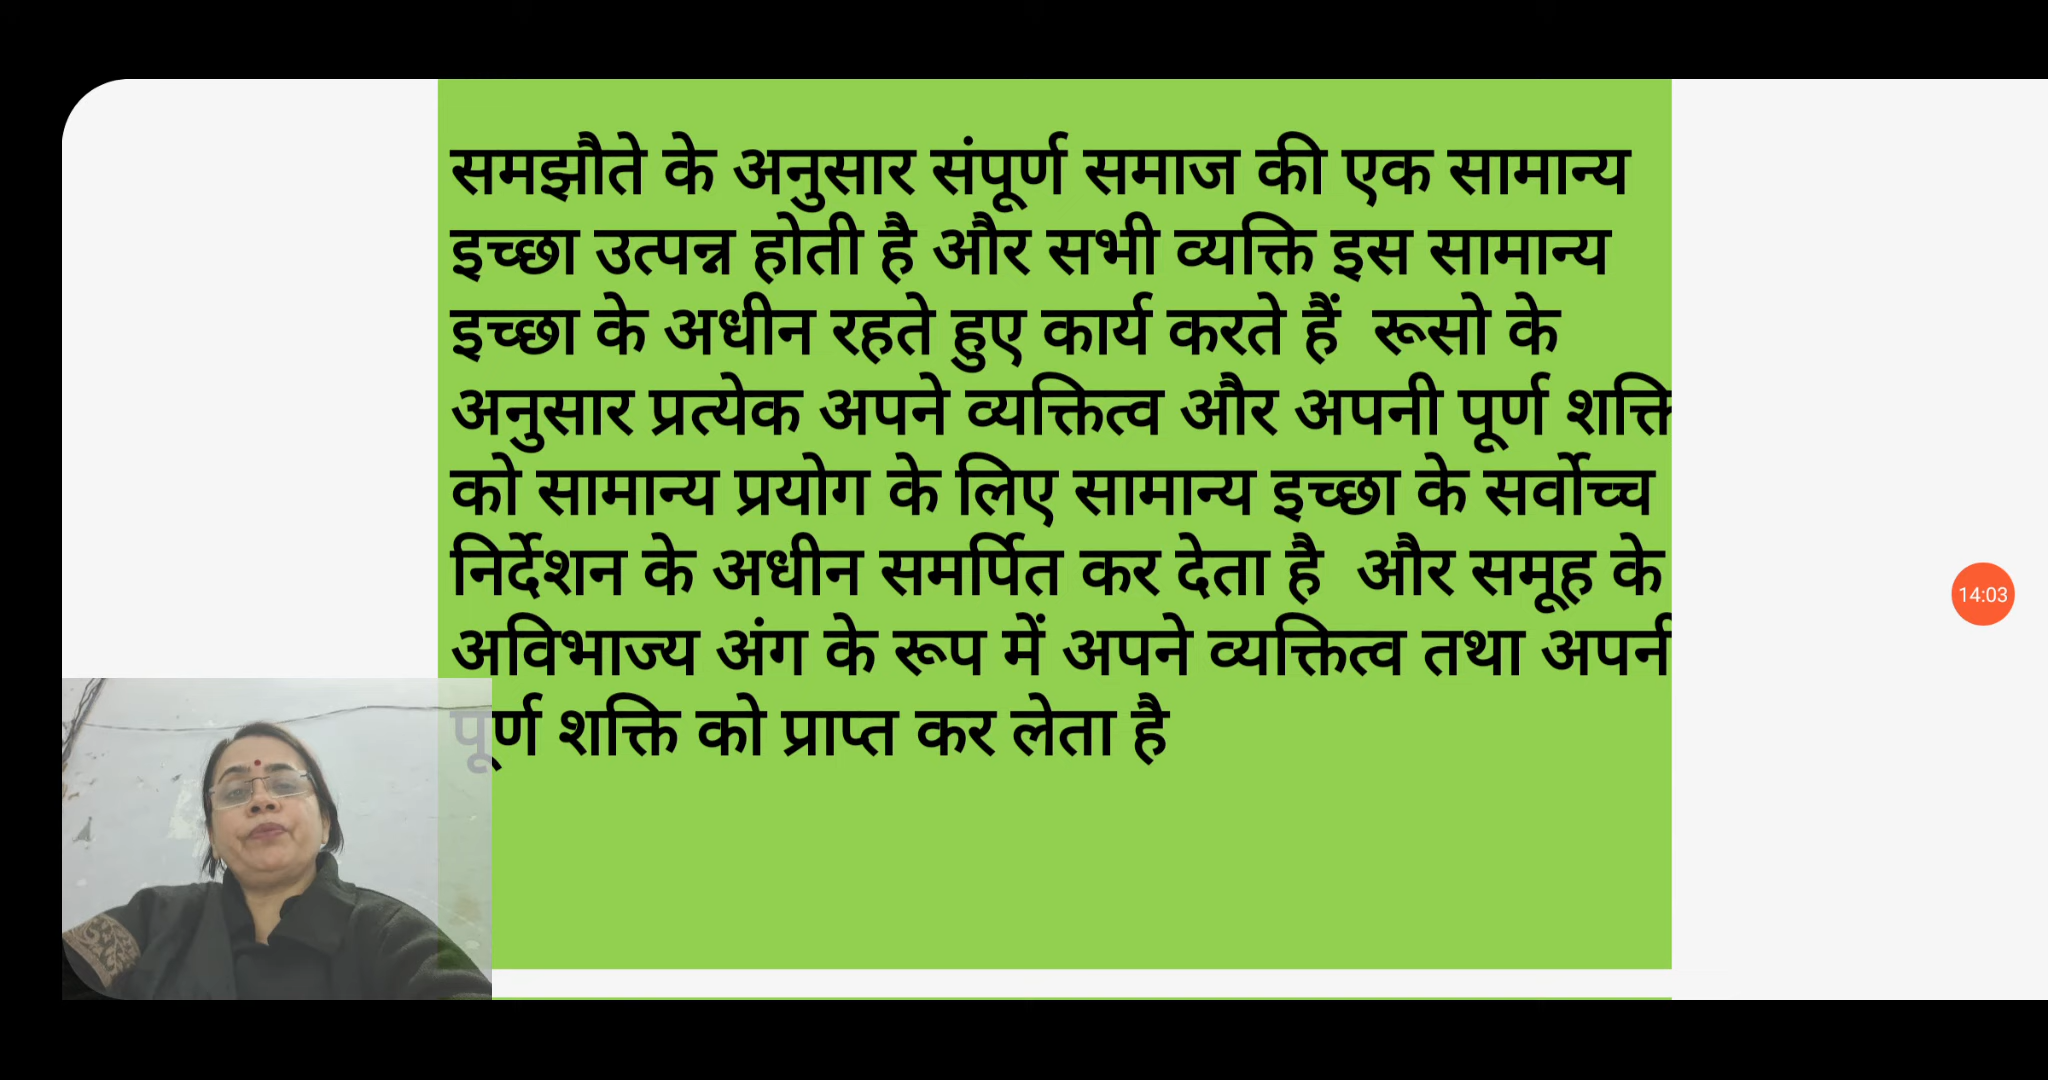 समझौते के अनुसार संपूर्ण समाज की एक सामान्य
इच्छा उत्पन्न होती है और सभी व्यक्ति इस सामान्य
इच्छा के अधीन रहते हुए कार्य करते हैं रूसो के
अनुसार प्रत्येक अपने व्यक्तित्व और अपनी पूर्ण शक्ति
को सामान्य प्रयोग के लिए सामान्य इच्छा के सर्वोच्च
निर्देशन के अधीन समर्पित कर देता है और समूह के
अविभाज्य अंग के रूप में अपने व्यक्तित्व तथा अपनी
पूर्ण शक्ति को प्राप्त कर लेता है
14:03